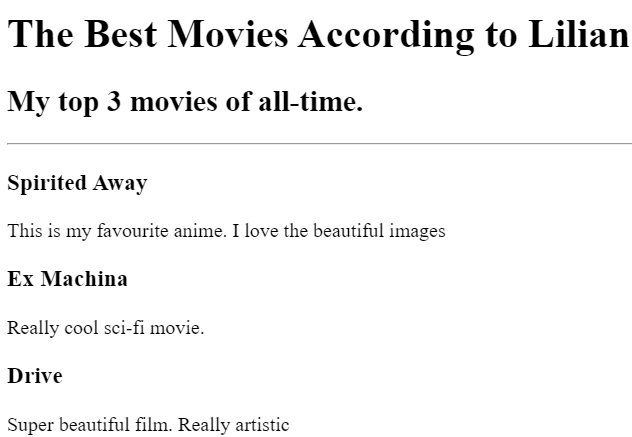 The Best Movies According to Lilian
My top 3 movies of all-time.
Spirited Away
This is my favourite anime. I love the beautiful images
Ex Machina
Really cool sci-fi movie.
Drive
Super beautiful film. Really artistic